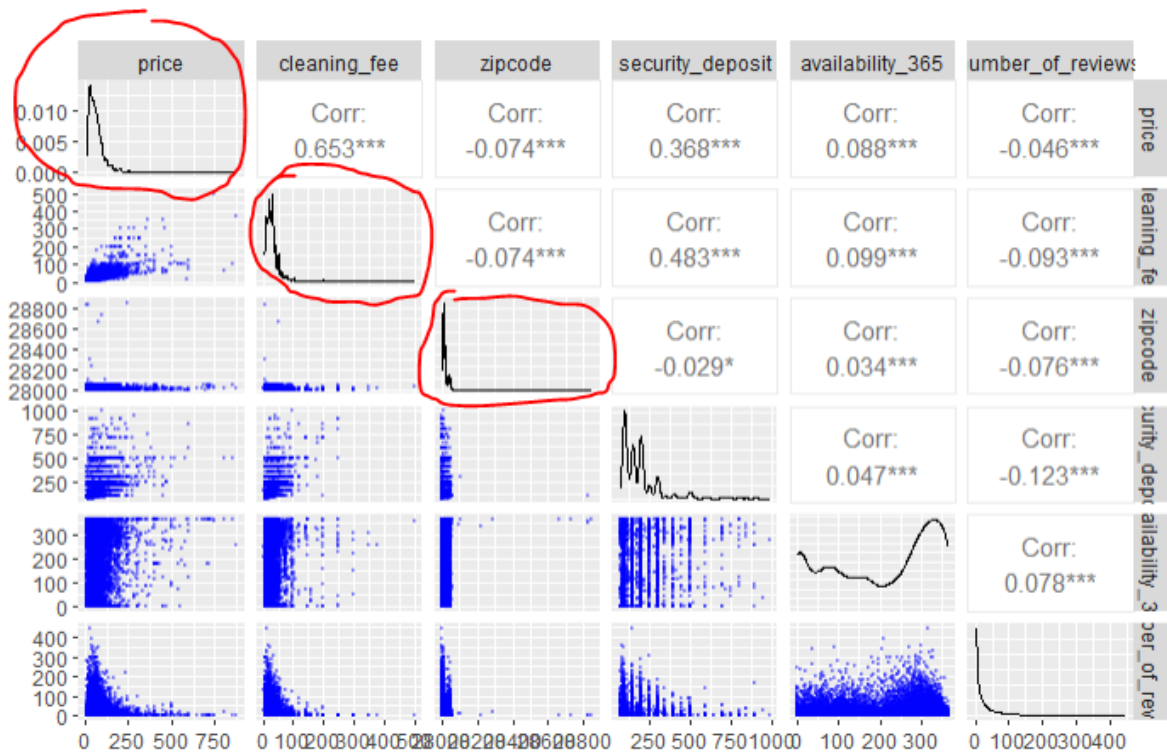 price cleaning_fee zipcode security_deposit availability_365 umber_of_reviews
0.010
0.005
0.000
Corr:
0.653***
Corr:
-0.074***
Corr:
0.368***
Corr:
0.088***
Corr:
-0.046***
price
500
400
300
200
100
0
Corr:
-0.074***
Corr:
0.483***
Corr:
0.099***
Corr:
-0.093***
leaning_fe
28800
28600
28400
28200
28000
Corr:
-0.029*
Corr:
0.034***
Corr:
-0.076***
zipcode
1000
750
500
250
Corr:
0.047***
Corr:
-0.123***
urity_dep
300
200
100
0
Corr:
0.078***
ailability_3
400
300
200
100
0
ber_of_rev
0 250 500 750 0 100 200 300 400 250 500 750 1000 0 100 200 300 0 100 200 300 400